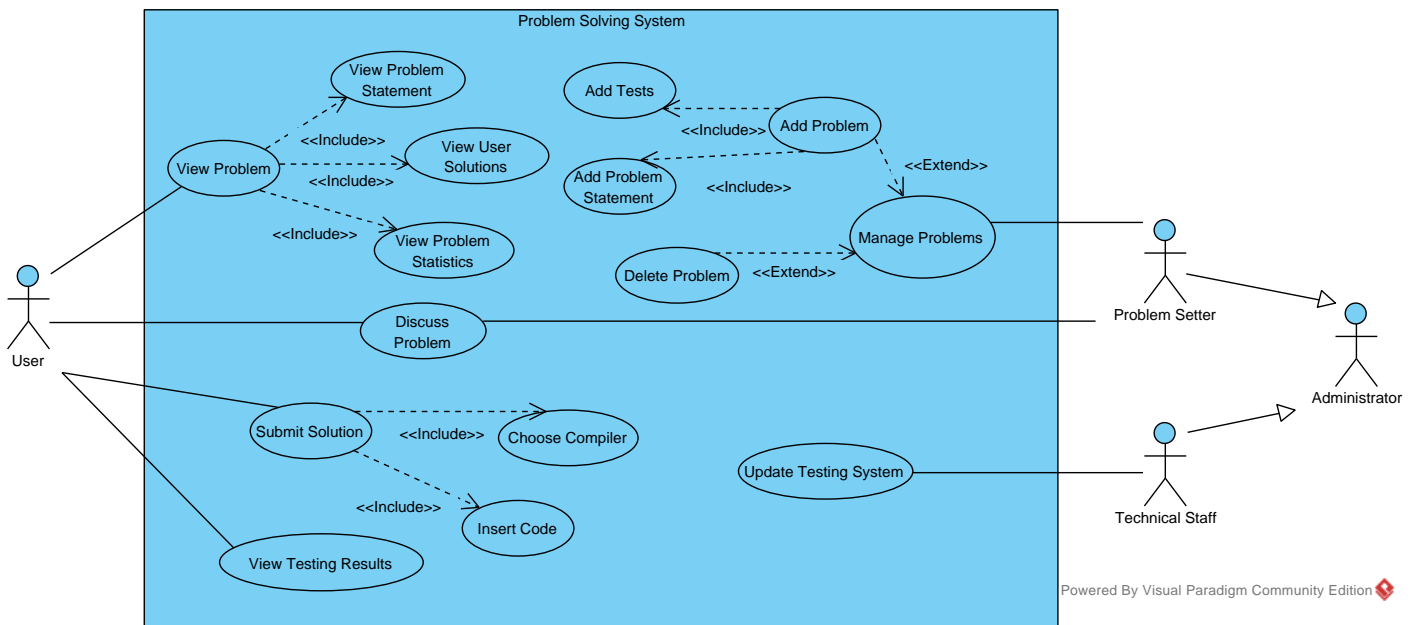 Problem Solving System
View Problem
Statement
<<Include>>
View Problem
View User
Solutions
<<Include>>
<<Include>>
View Problem
Statistics
Add Tests
<<Include>>
Add Problem
<<Extend>>
Add Problem
Statement
<<Include>>
Manage Problems
Delete Problem
<<Extend>>
Problem Setter
Discuss
Problem
User
Administrator
Submit Solution
<<Include>>
Choose Compiler
Update Testing System
<<Include>>
Insert Code
Technical Staff
View Testing Results
Powered By Visual Paradigm Community Edition